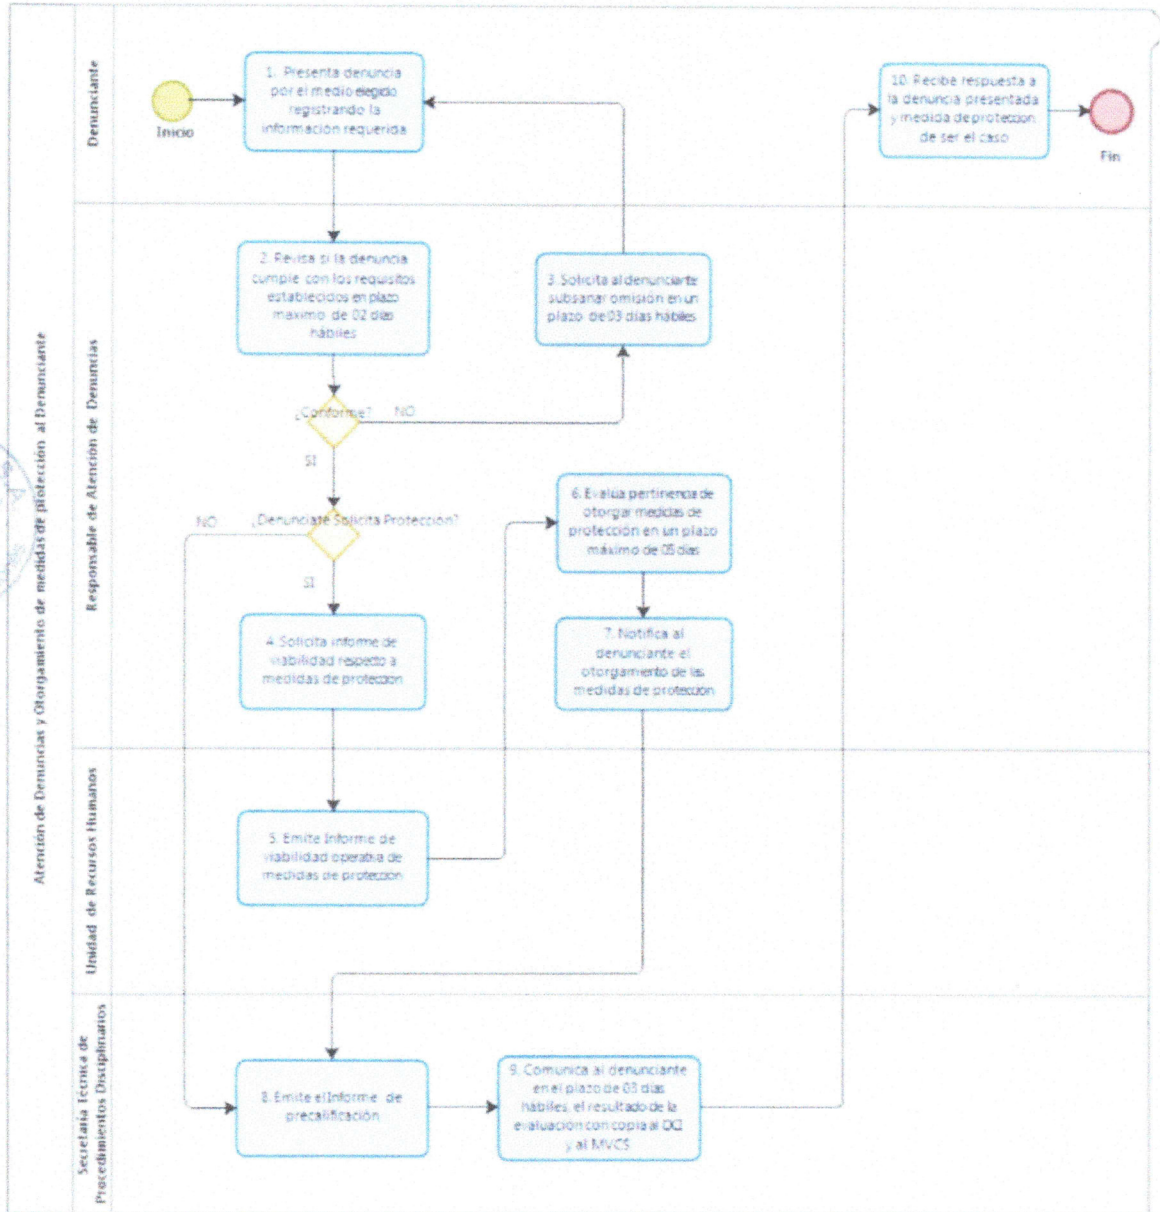 Atención de Denuncias y Otorgamiento de medidas de protección al Denunciante
Denunciante
Inicio
1. Presenta denuncia
por el medio elegido
registrando la
información requerida
10. Recibe respuesta a
la denuncia presentada
y medida de protección
de ser el caso
Fin
Responsable de Atención de Denuncias
2. Revisa si la denuncia
cumple con los requisitos
establecidos en plazo
máximo de 02 días
hábiles
3. Solicita al denunciante
subsanar omisión en un
plazo de 03 días hábiles
¿Conforme?
NO
SI
¿Denunciate Solicita Protección?
NO
SI
4. Solicita informe de
viabilidad respecto a
medidas de protección
6. Evalúa pertinencia de
otorgar medidas de
protección en un plazo
máximo de 05 días
7. Notifica al
denunciante el
otorgamiento de las
medidas de protección
Unidad de Recursos Humanos
5. Emite Informe de
viabilidad operativa de
medidas de protección
Secretaría Técnica de
Procedimientos Disciplinarios
8. Emite el Informe de
precalificación
9. Comunica al denunciante
en el plazo de 03 días
hábiles, el resultado de la
evaluación con copia al OCI
y al MVCS